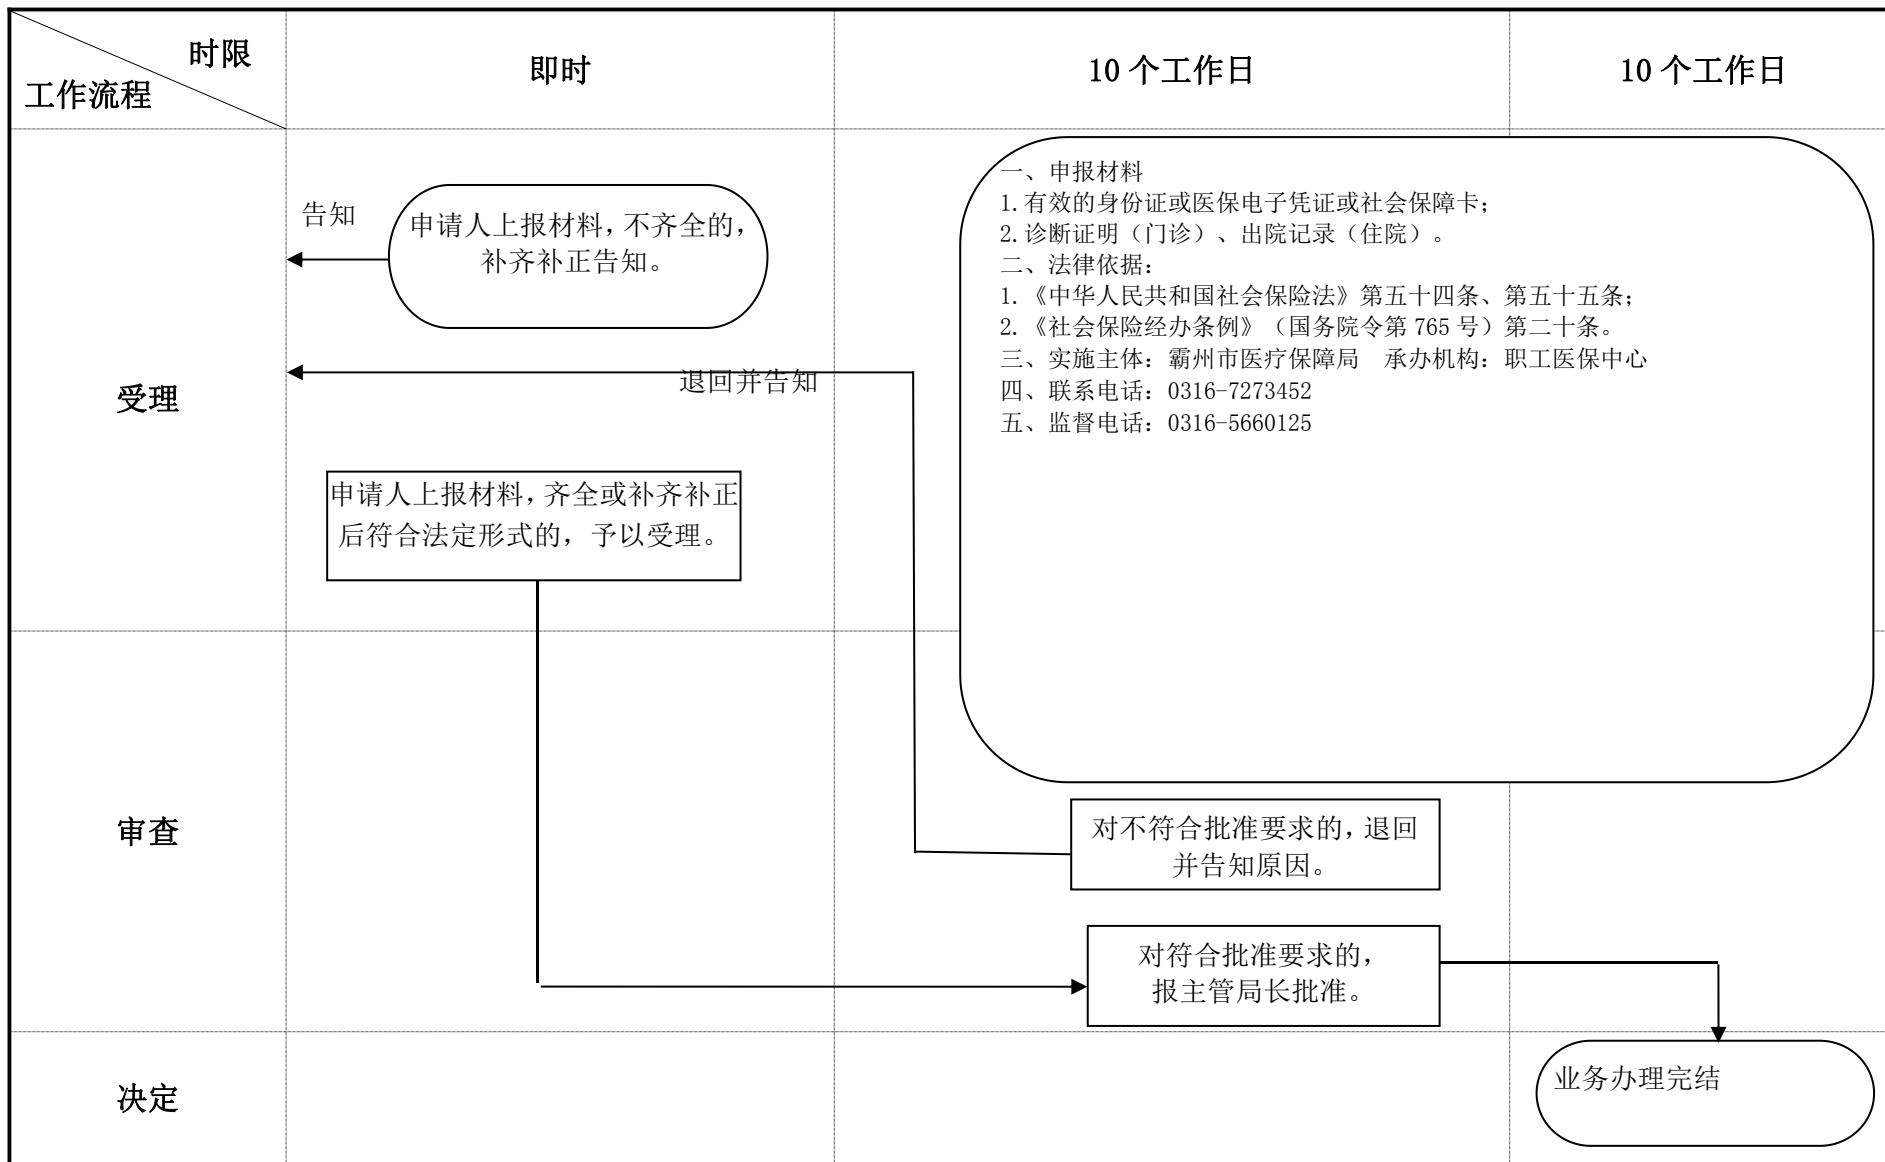 时限
工作流程
即时
10 个工作日
10 个工作日
受理
告知
申请人上报材料，不齐全的，
补齐补正告知。
退回并告知
申请人上报材料，齐全或补齐补正
后符合法定形式的，予以受理。
一、申报材料
1.有效的身份证或医保电子凭证或社会保障卡；
2.诊断证明（门诊）、出院记录（住院）。
二、法律依据：
1.《中华人民共和国社会保险法》第五十四条、第五十五条；
2.《社会保险经办条例》（国务院令第 765 号）第二十条。
三、实施主体：霸州市医疗保障局　承办机构：职工医保中心
四、联系电话：0316-7273452
五、监督电话：0316-5660125
审查
对不符合批准要求的，退回
并告知原因。
对符合批准要求的，
报主管局长批准。
决定
业务办理完结